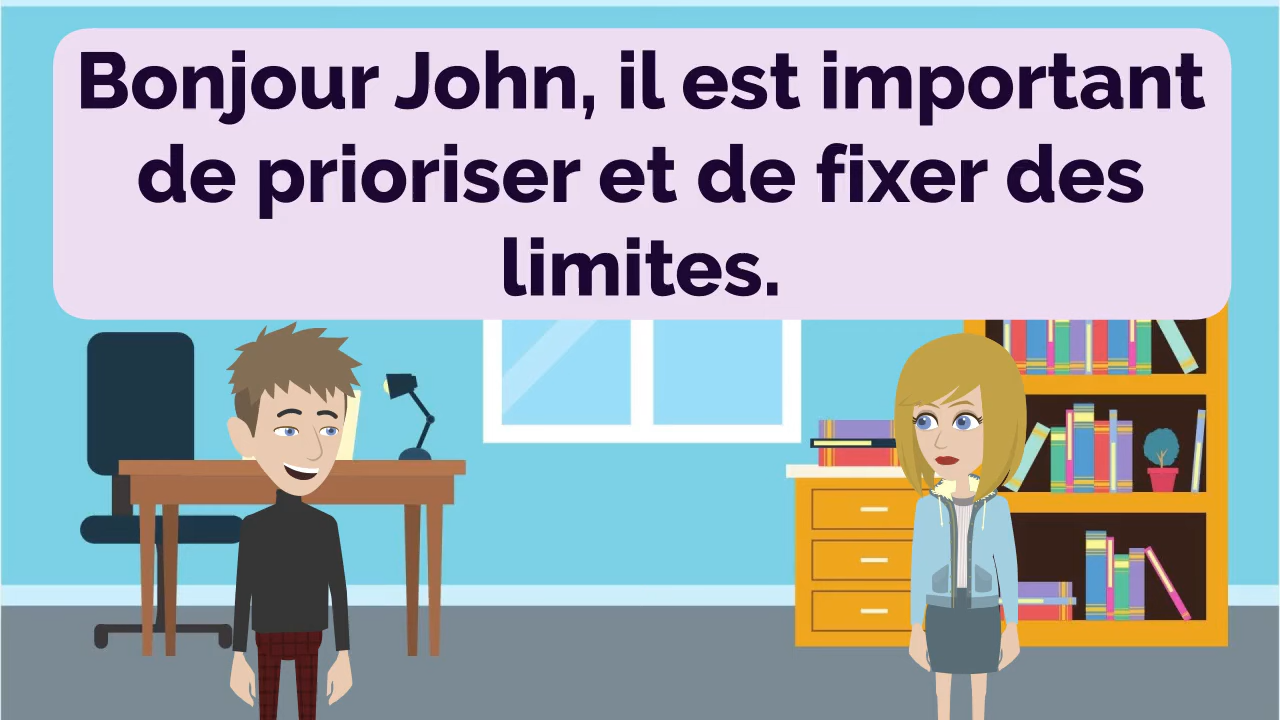 Bonjour John, il est important
de prioriser et de fixer des
limites.